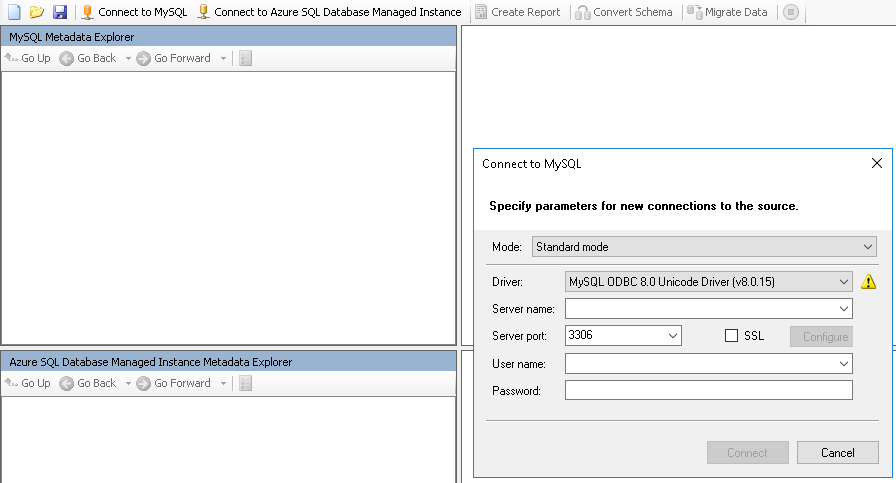 Connect to MySQL Connect to Azure SQL Database Managed Instance Create Report Convert Schema Migrate Data
MySQL Metadata Explorer
Go Up Go Back Go Forward
Connect to MySQL
Specify parameters for new connections to the source.
Mode: Standard mode
Driver: MySQL ODBC 8.0 Unicode Driver (v8.0.15)
Server name:
Server port: 3306 SSL Configure
User name:
Password:
Connect Cancel
Azure SQL Database Managed Instance Metadata Explorer
Go Up Go Back Go Forward